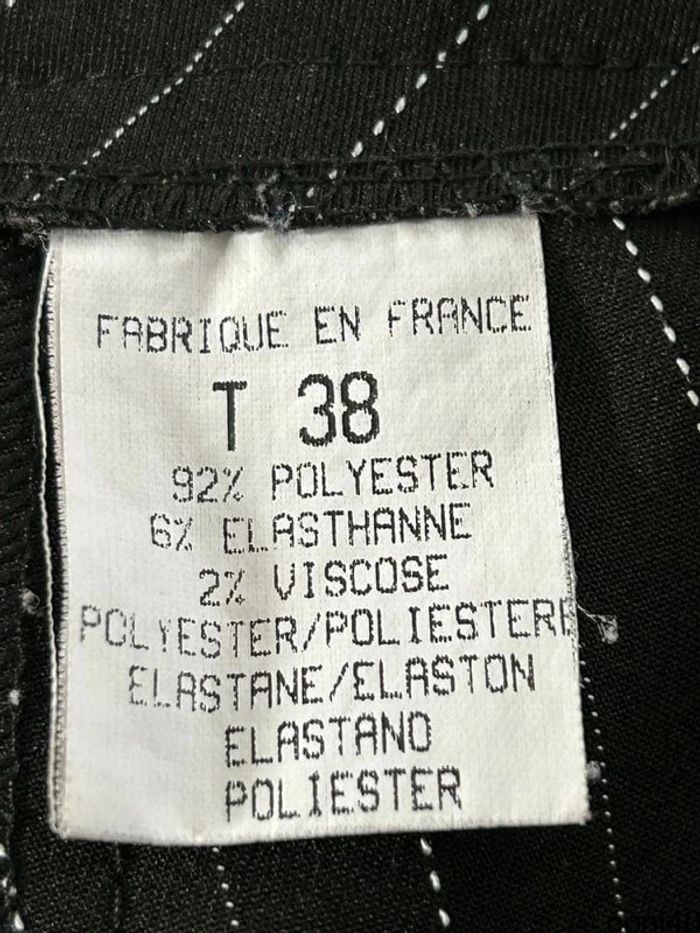 FABRIQUE EN FRANCE
T 38
92% POLYESTER
6% ELASTHANNE
2% VISCOSE
POLYESTER/POLIESTERE
ELASTANE/ELASTON
ELASTANO
POLIESTER